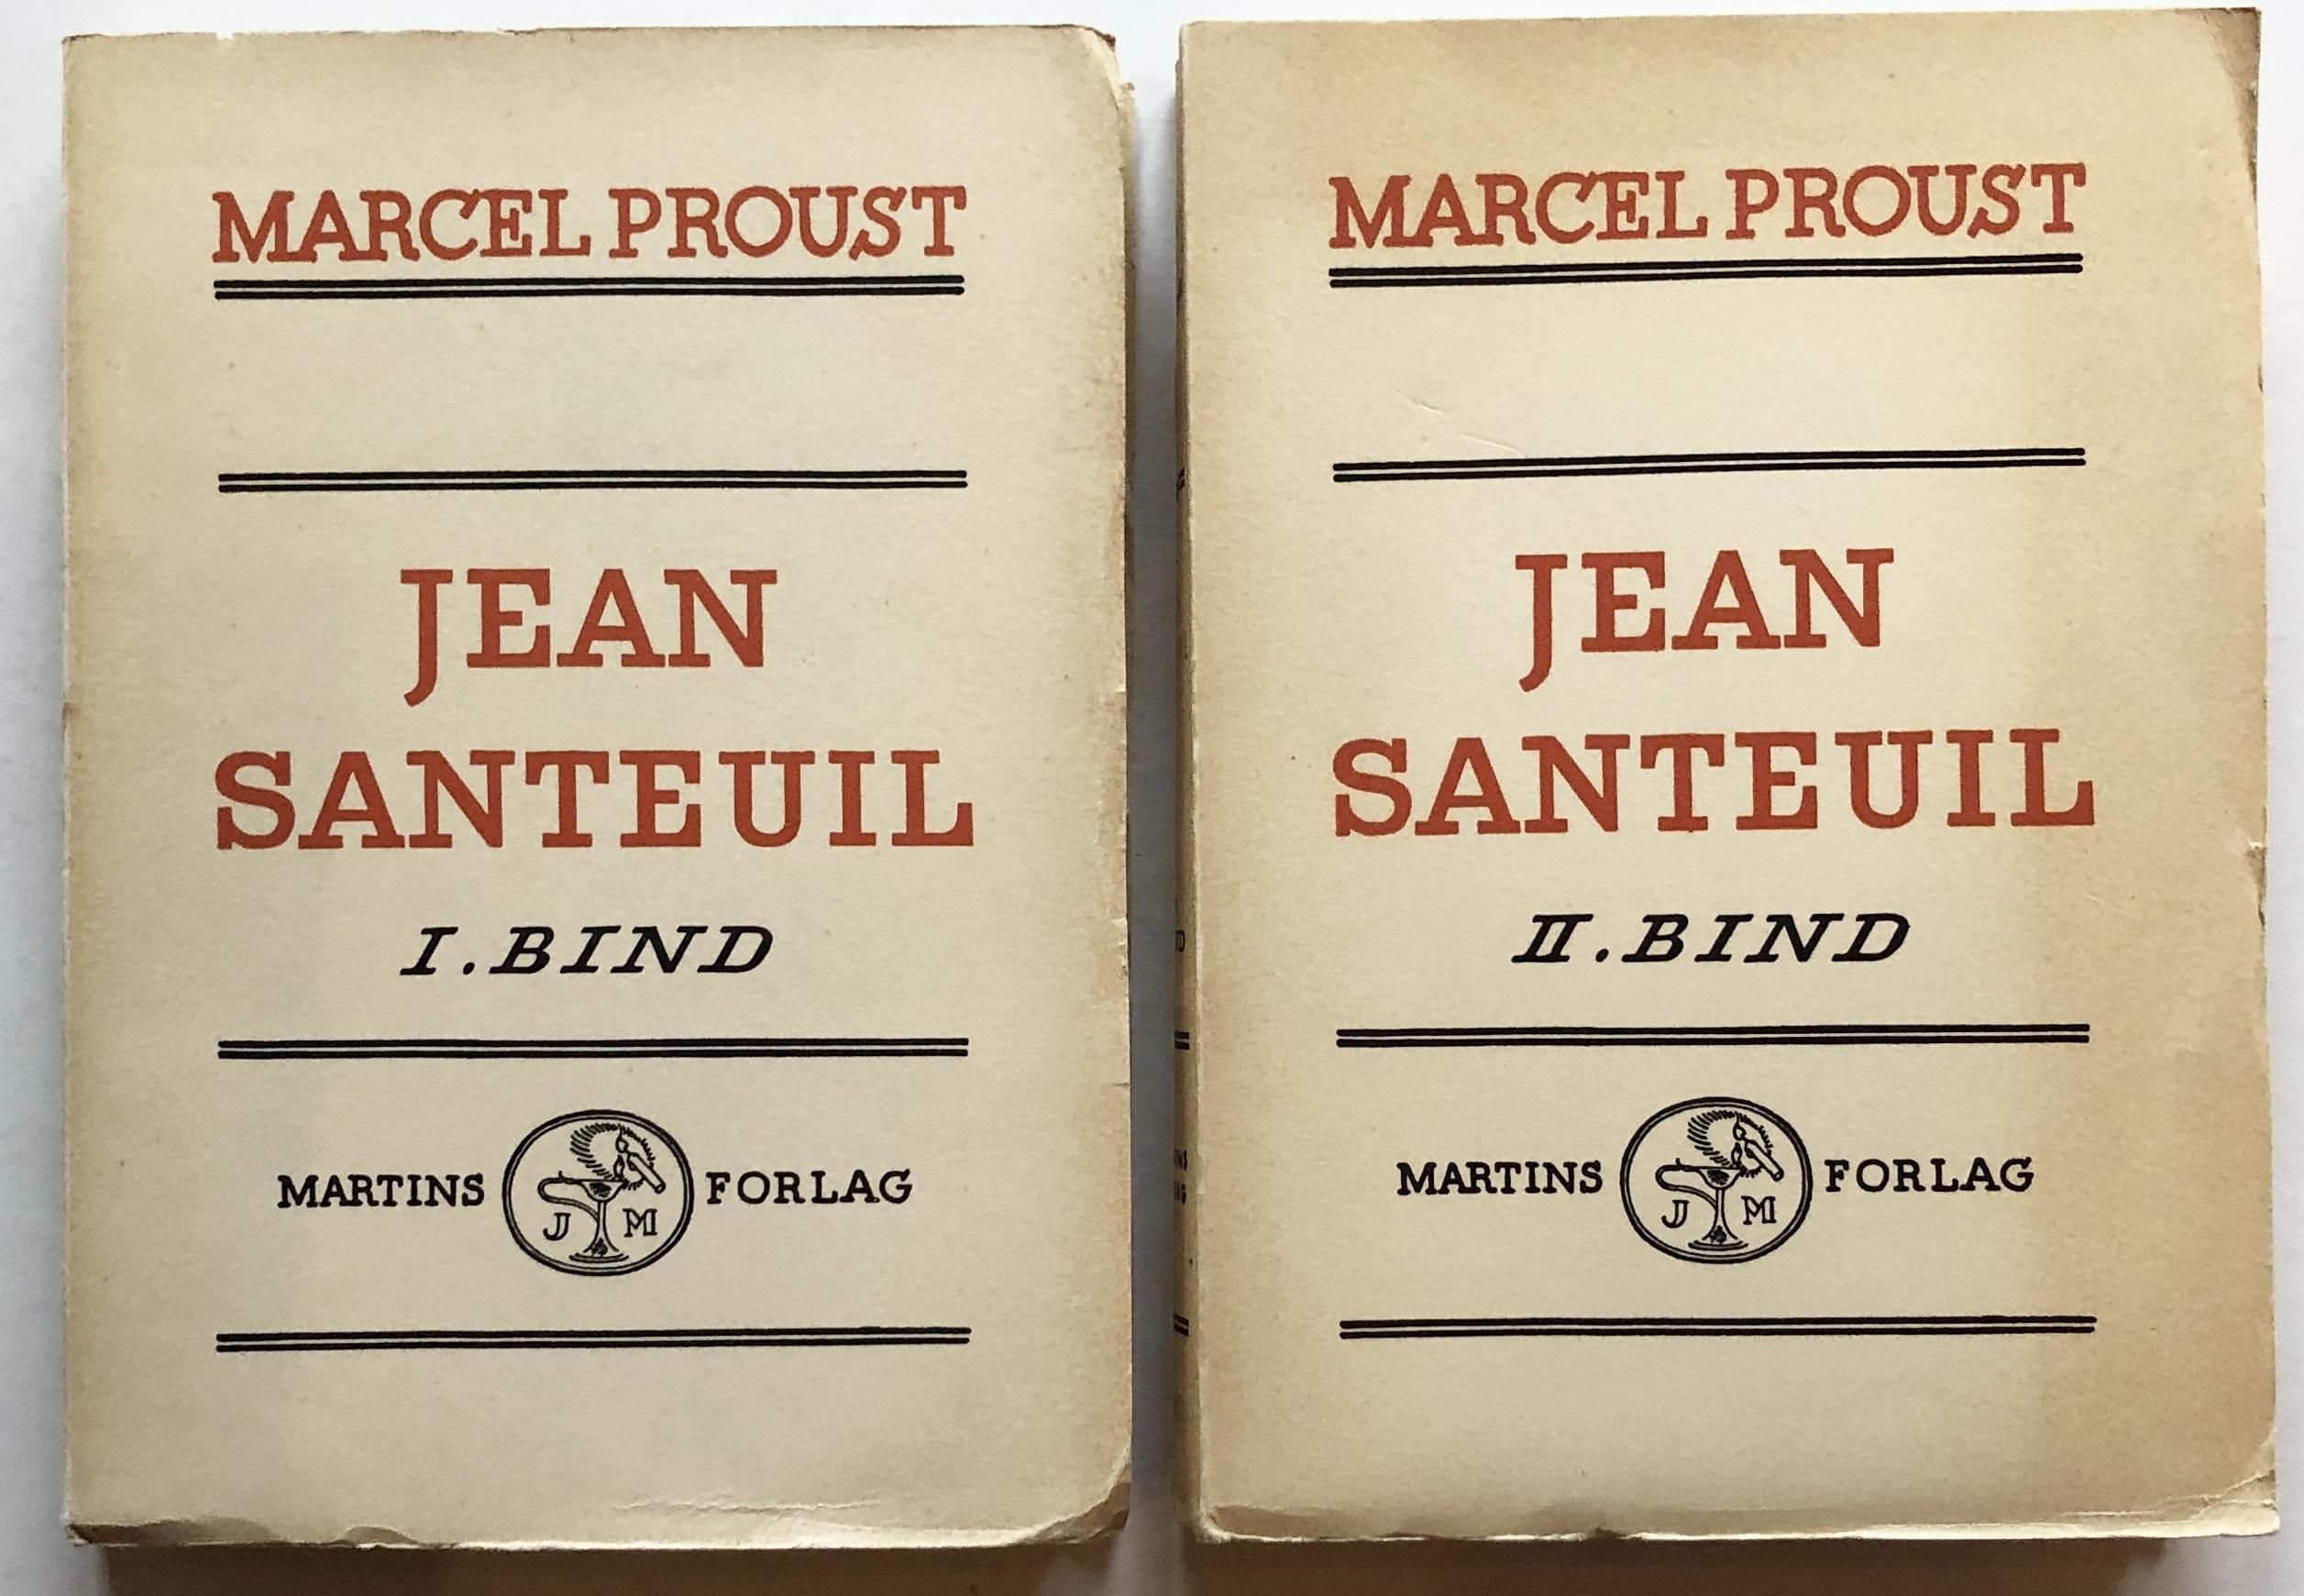 MARCEL PROUST
JEAN
SANTEUIL
I. BIND
MARTINS J M FORLAG
MARCEL PROUST
JEAN
SANTEUIL
II. BIND
MARTINS J M FORLAG